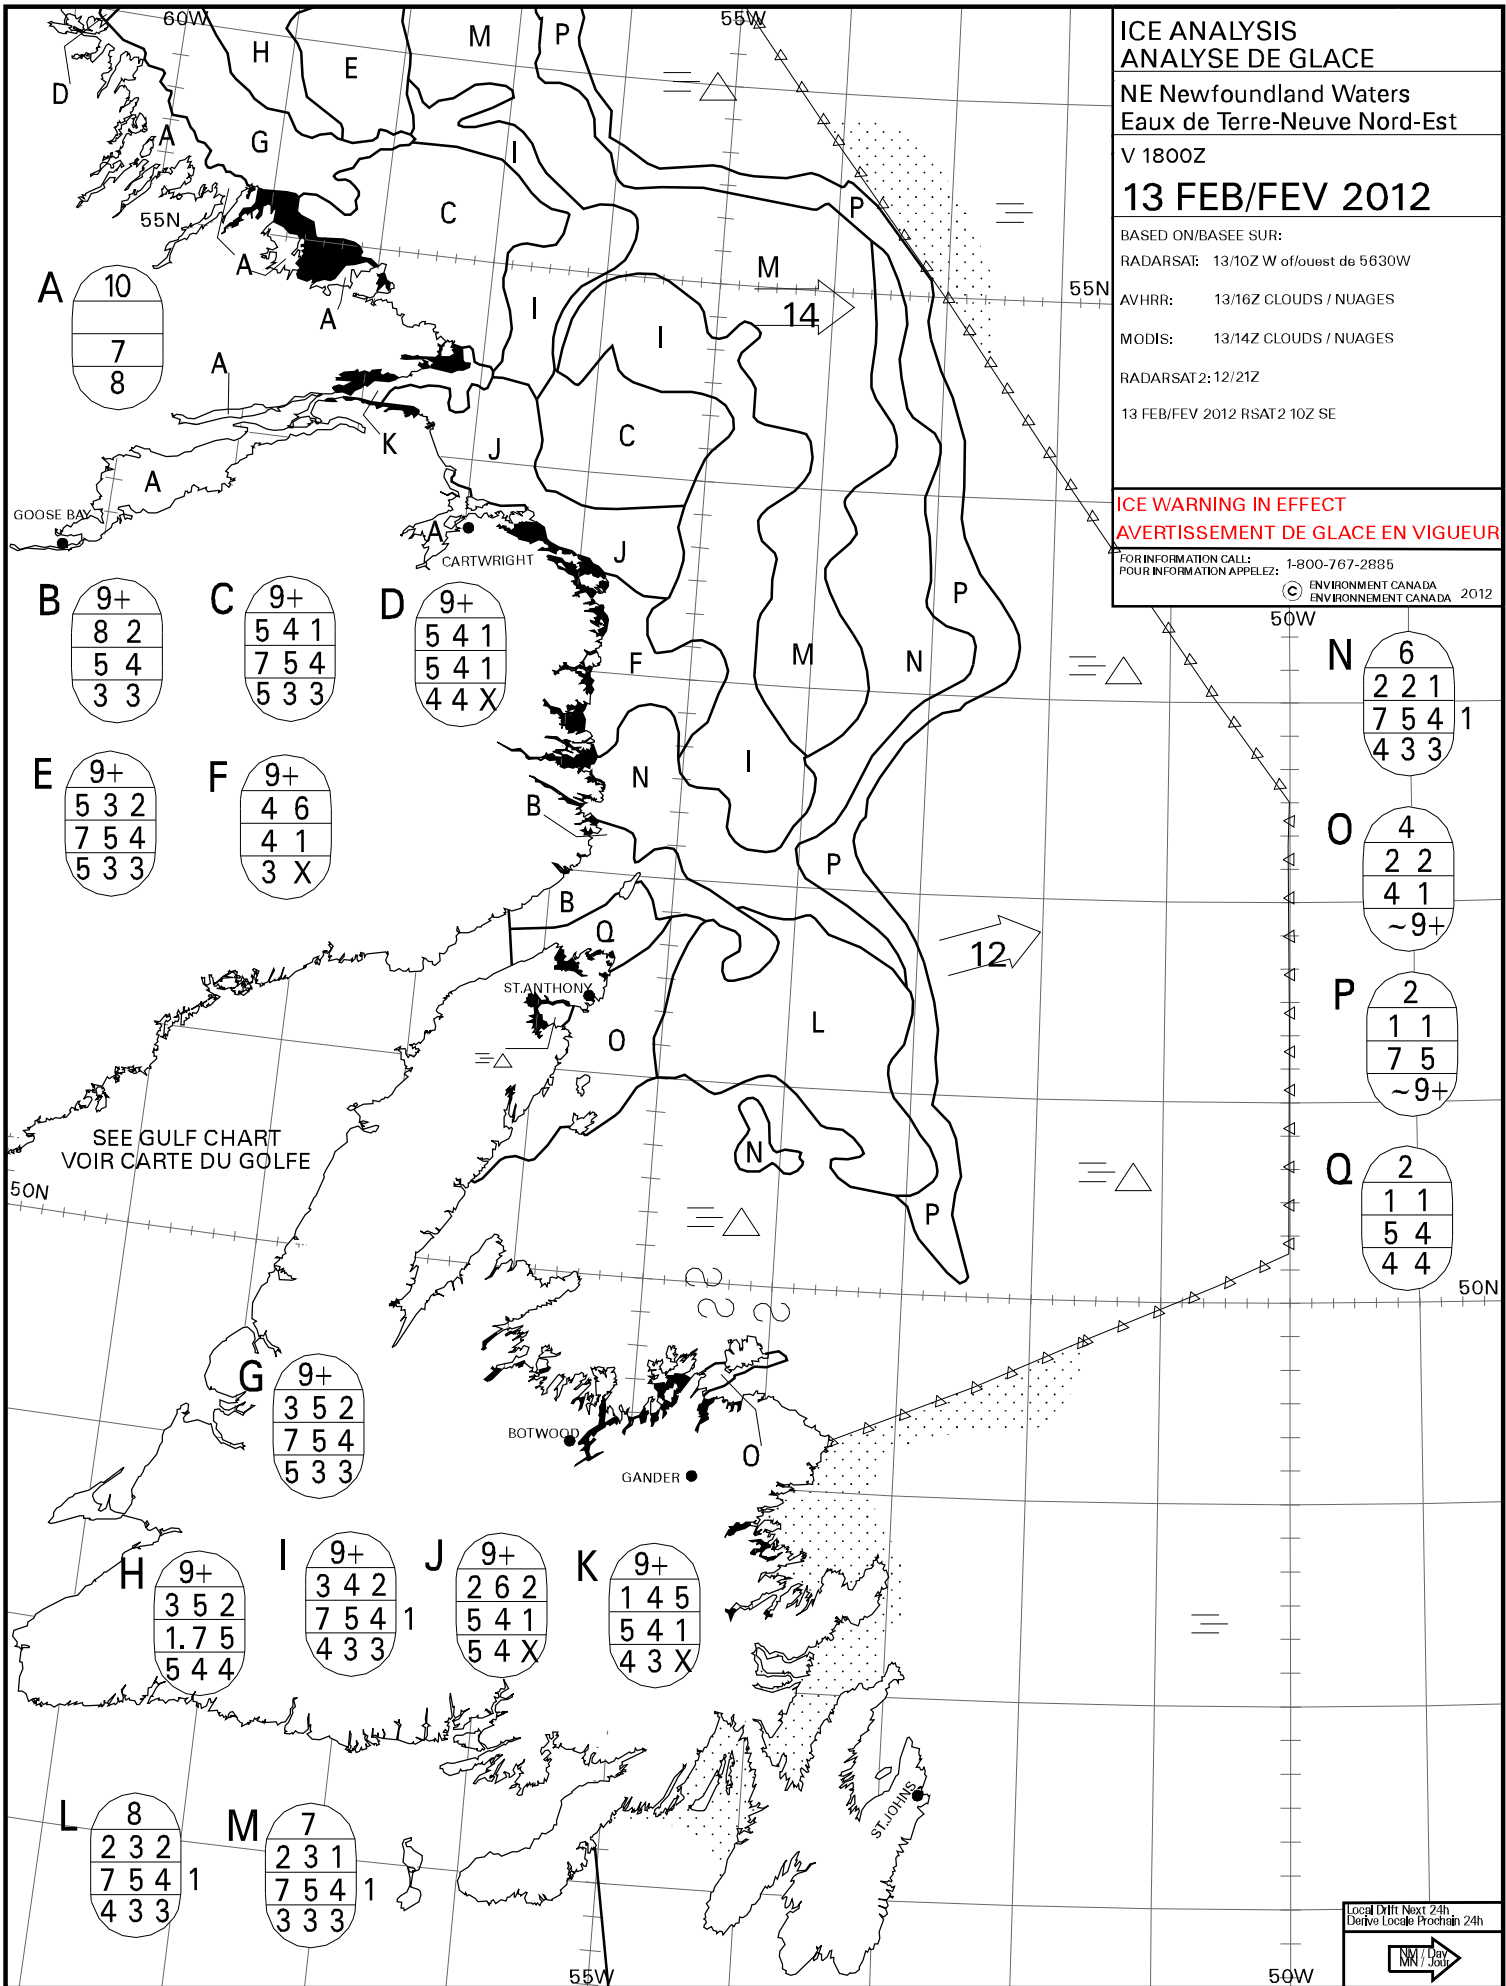 60W
55W
ICE ANALYSIS
ANALYSE DE GLACE
NE Newfoundland Waters
Eaux de Terre-Neuve Nord-Est
V 1800Z
13 FEB/FEV 2012
BASED ON/BASEE SUR:
RADARSAT: 13/10Z W of/ouest de 5630W
AVHRR: 13/16Z CLOUDS / NUAGES
MODIS: 13/14Z CLOUDS / NUAGES
RADARSAT2: 12/21Z
13 FEB/FEV 2012 RSAT2 10Z SE
ICE WARNING IN EFFECT
AVERTISSEMENT DE GLACE EN VIGUEUR
FOR INFORMATION CALL:
POUR INFORMATION APPELEZ: 1-800-767-2885
© ENVIRONMENT CANADA
ENVIRONNEMENT CANADA 2012
H
E
M
P
D
A
G
I
C
P
55N
A
M
55N
A
14
I
I
A
K
J
C
A
GOOSE BAY
A
CARTWRIGHT
J
P
F
M
N
50W
N
I
B
P
B
Q
ST.ANTHONY
12
O
L
SEE GULF CHART
VOIR CARTE DU GOLFE
50N
N
P
50N
BOTWOOD
GANDER
O
ST.JOHNS
55W
50W
A
10
7
8
B
9+
8 2
5 4
3 3
C
9+
5 4 1
7 5 4
5 3 3
D
9+
5 4 1
5 4 1
4 4 X
E
9+
5 3 2
7 5 4
5 3 3
F
9+
4 6
4 1
3 X
G
9+
3 5 2
7 5 4
5 3 3
H
9+
3 5 2
1. 7 5
5 4 4
I
9+
3 4 2
7 5 4 1
4 3 3
J
9+
2 6 2
5 4 1
5 4 X
K
9+
1 4 5
5 4 1
4 3 X
L
8
2 3 2
7 5 4 1
4 3 3
M
7
2 3 1
7 5 4 1
3 3 3
N
6
2 2 1
7 5 4 1
4 3 3
O
4
2 2
4 1
~9+
P
2
1 1
7 5
~9+
Q
2
1 1
5 4
4 4
Local Drift Next 24h
Derive Locale Prochain 24h
NM / Day
MN / Jour